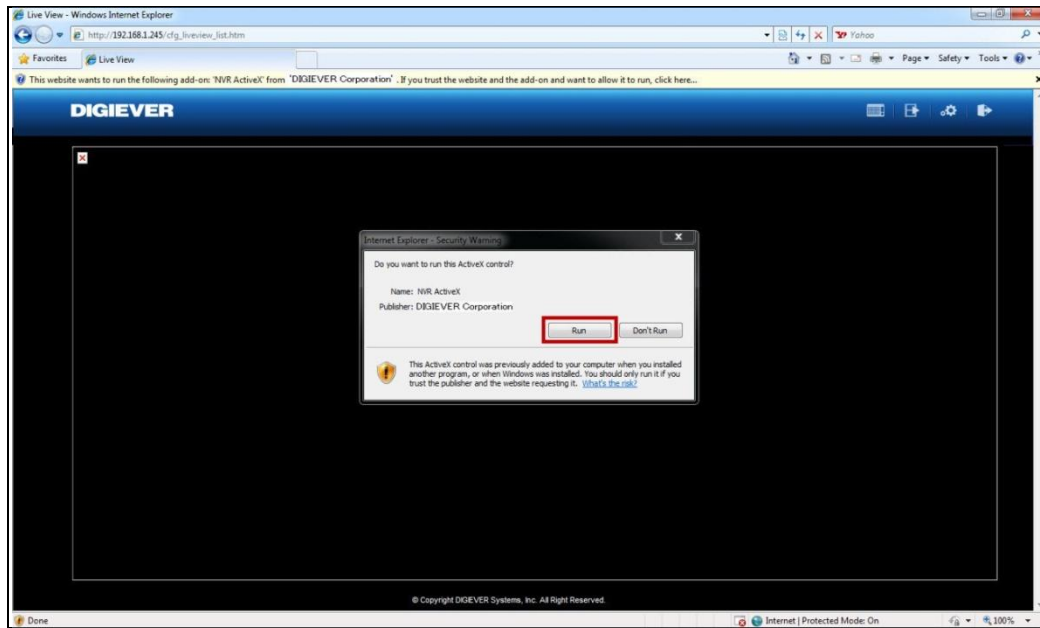 Live View - Windows Internet Explorer
http://192.168.1.245/cfg_liveview_list.htm
Yahoo
Favorites
Live View
Page
Safety
Tools
This website wants to run the following add-on: 'NVR ActiveX' from 'DIGIEVER Corporation'. If you trust the website and the add-on and want to allow it to run, click here...
DIGIEVER
Internet Explorer - Security Warning
Do you want to run this ActiveX control?
Name: NVR ActiveX
Publisher: DIGIEVER Corporation
Run
Don't Run
This ActiveX control was previously added to your computer when you installed
another program, or when Windows was installed. You should only run it if you
trust the publisher and the website requesting it. What's the risk?
© Copyright DIGIEVER Systems, Inc. All Right Reserved.
Done
Internet | Protected Mode: On
100%